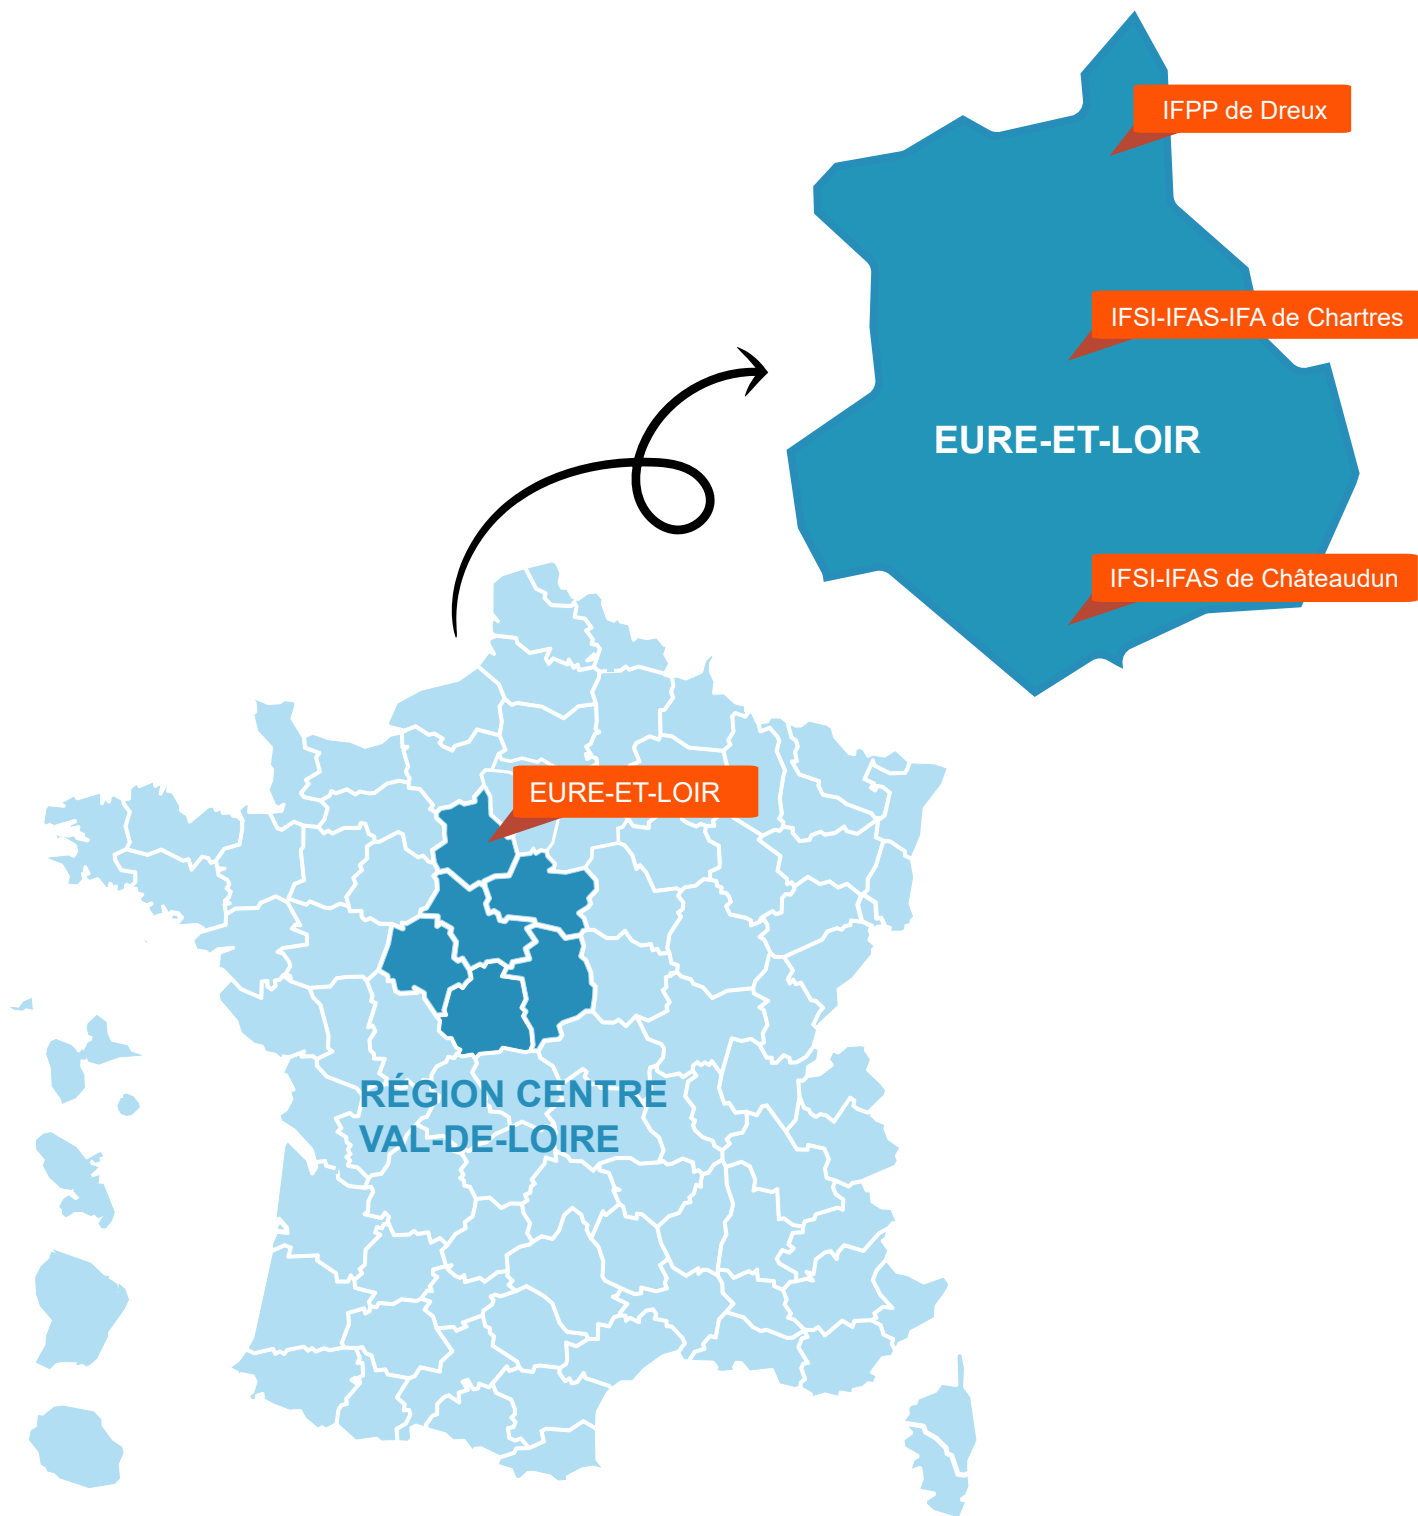 IFPP de Dreux
IFSI-IFAS-IFA de Chartres
EURE-ET-LOIR
IFSI-IFAS de Châteaudun
EURE-ET-LOIR
RÉGION CENTRE
VAL-DE-LOIRE